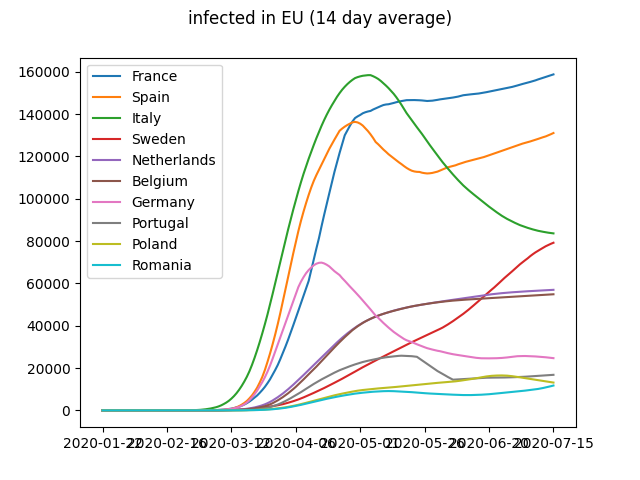 infected in EU (14 day average)
160000
140000
120000
100000
80000
60000
40000
20000
0
France
Spain
Italy
Sweden
Netherlands
Belgium
Germany
Portugal
Poland
Romania
2020-01-22 2020-02-16 2020-03-12 2020-04-06 2020-05-01 2020-05-26 2020-06-20 2020-07-15